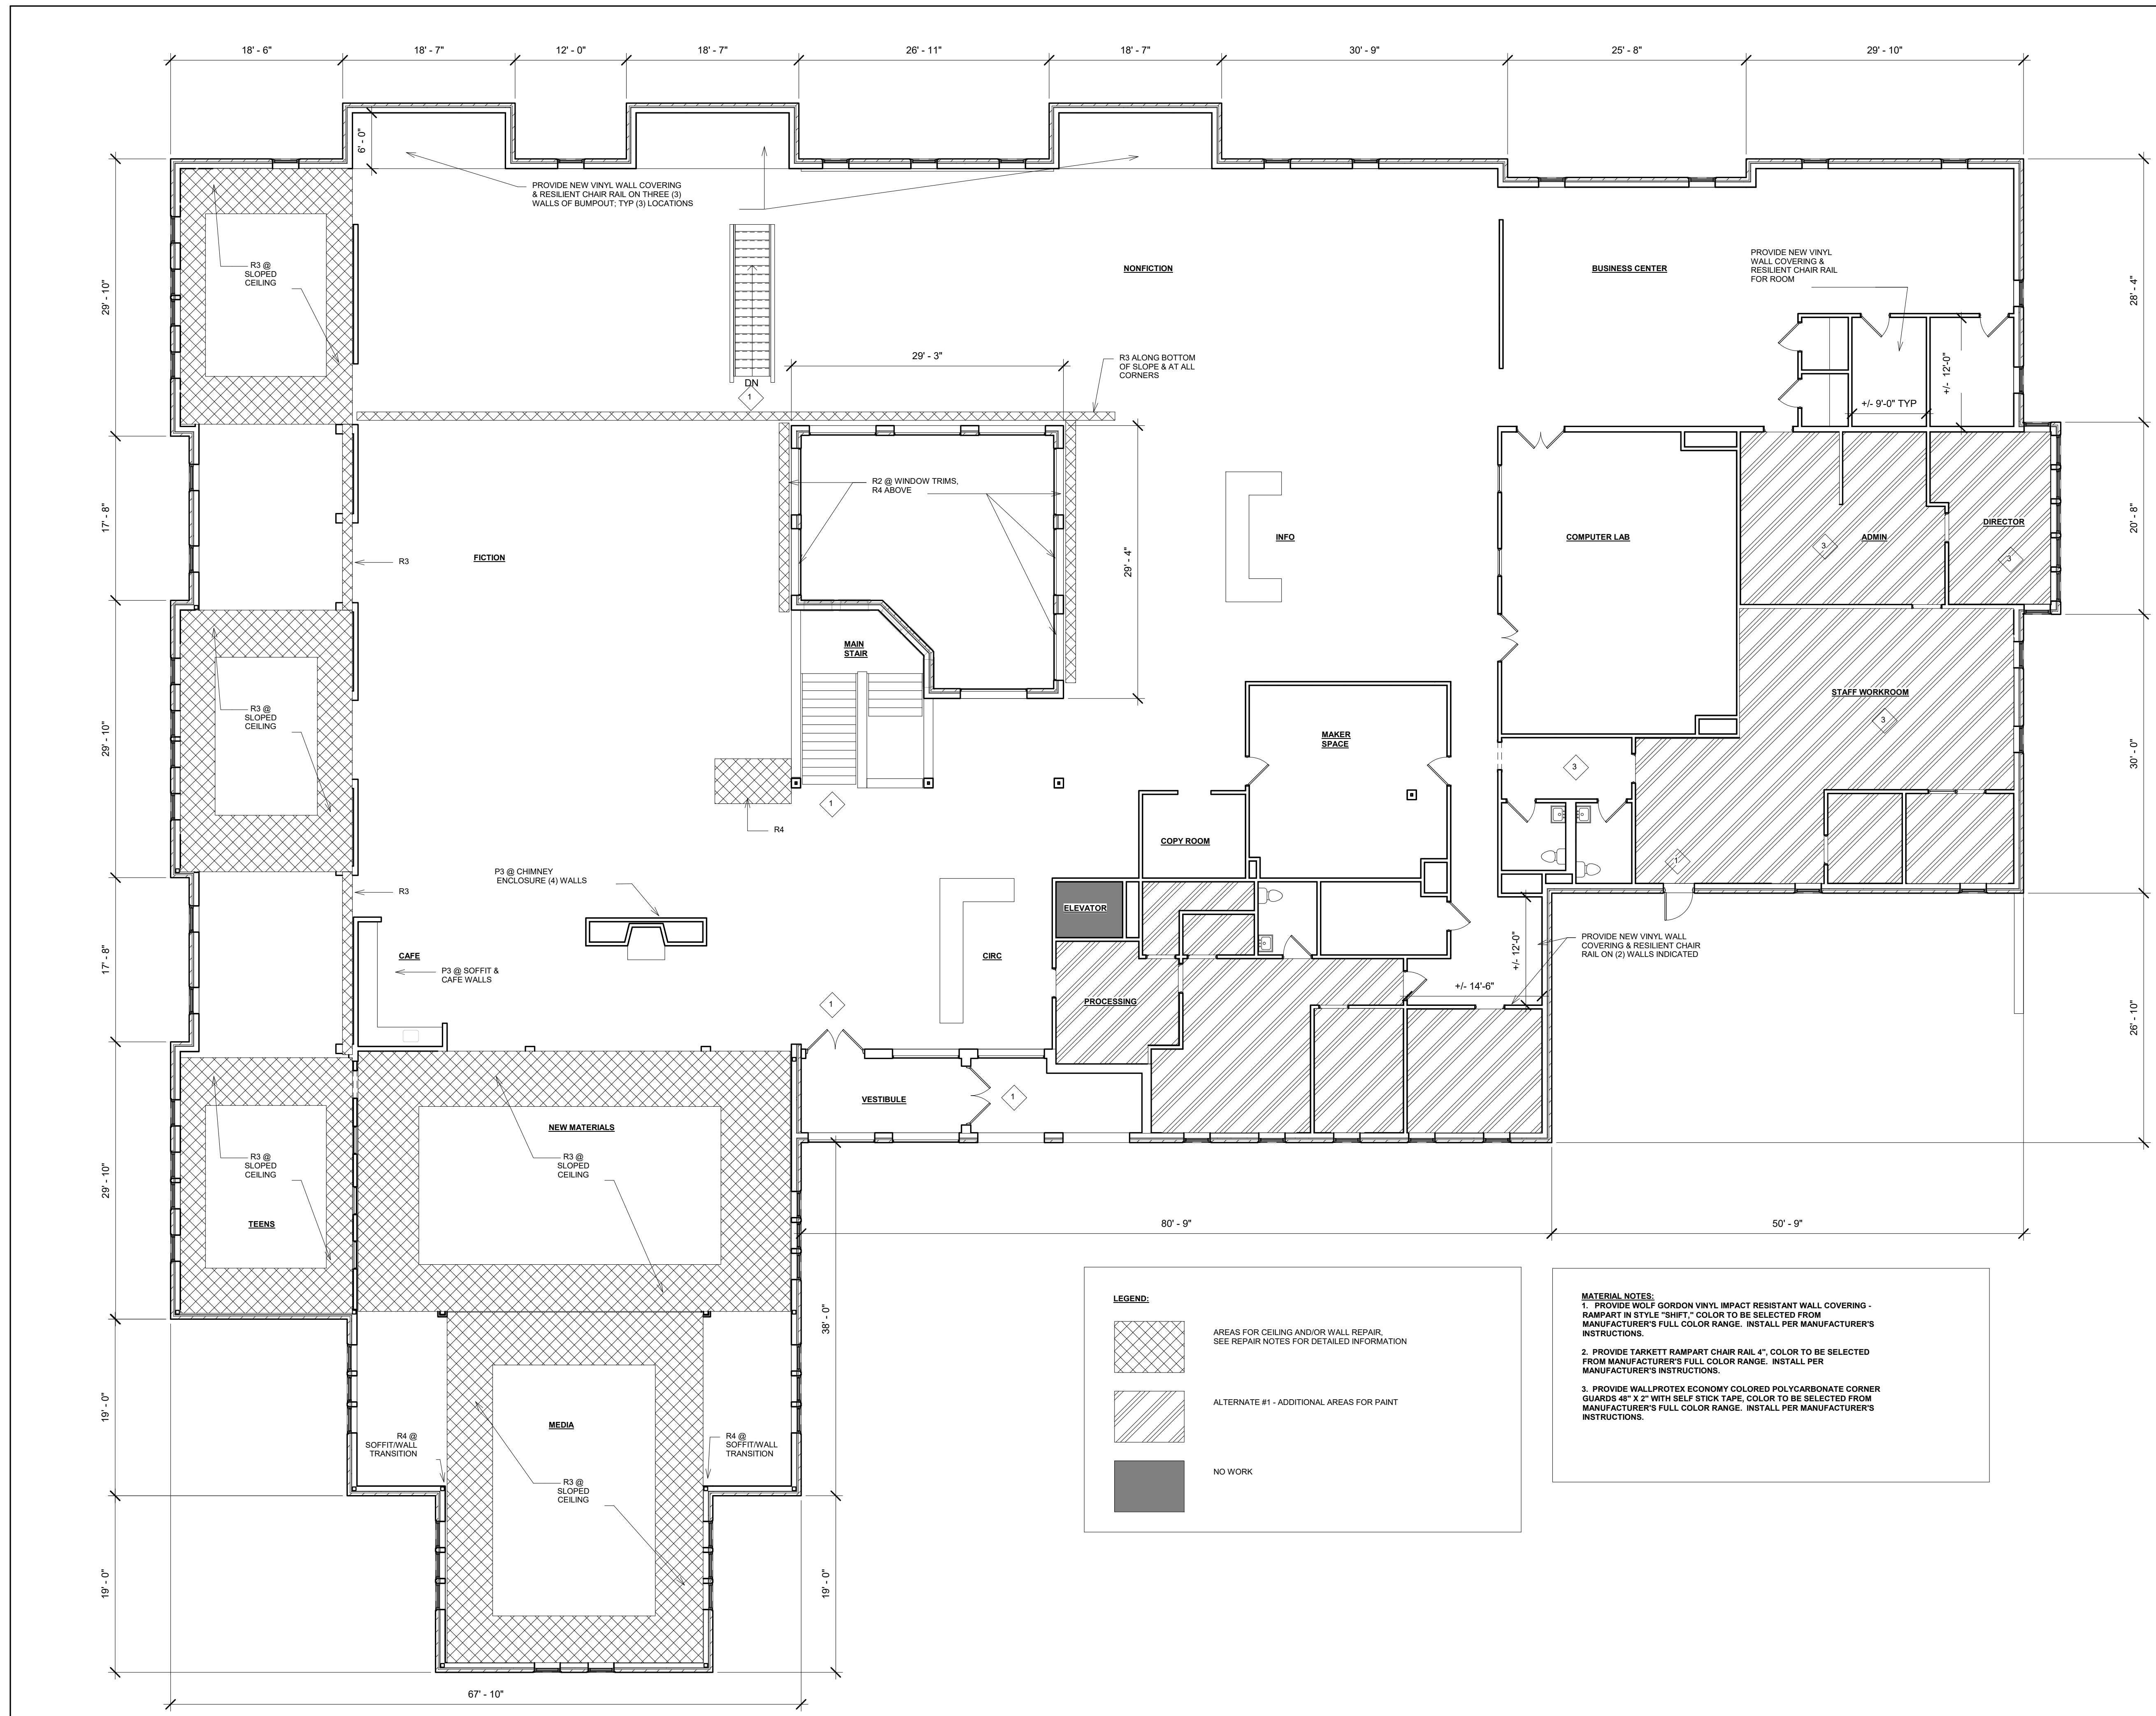 18' - 6"
18' - 7"
12' - 0"
18' - 7"
26' - 11"
18' - 7"
30' - 9"
25' - 8"
29' - 10"
6' - 0"
PROVIDE NEW VINYL WALL COVERING
& RESILIENT CHAIR RAIL ON THREE (3)
WALLS OF BUMPOUT; TYP (3) LOCATIONS
R3 @
SLOPED
CEILING
NONFICTION
BUSINESS CENTER
PROVIDE NEW VINYL
WALL COVERING &
RESILIENT CHAIR RAIL
FOR ROOM
29' - 10"
28' - 4"
29' - 3"
DN
1
R3 ALONG BOTTOM
OF SLOPE & AT ALL
CORNERS
+/- 12'-0"
+/- 9'-0" TYP
R2 @ WINDOW TRIMS,
R4 ABOVE
17' - 8"
20' - 8"
R3
FICTION
INFO
COMPUTER LAB
ADMIN
3
DIRECTOR
3
29' - 4"
MAIN
STAIR
R3 @
SLOPED
CEILING
29' - 10"
STAFF WORKROOM
3
30' - 0"
MAKER
SPACE
3
1
R4
COPY ROOM
1
P3 @ CHIMNEY
ENCLOSURE (4) WALLS
R3
ELEVATOR
CAFE
P3 @ SOFFIT &
CAFE WALLS
CIRC
17' - 8"
+/- 12'-0"
PROVIDE NEW VINYL WALL
COVERING & RESILIENT CHAIR
RAIL ON (2) WALLS INDICATED
+/- 14'-6"
PROCESSING
1
26' - 10"
VESTIBULE
1
NEW MATERIALS
R3 @
SLOPED
CEILING
R3 @
SLOPED
CEILING
29' - 10"
TEENS
80' - 9"
50' - 9"
38' - 0"
LEGEND:
AREAS FOR CEILING AND/OR WALL REPAIR,
SEE REPAIR NOTES FOR DETAILED INFORMATION
ALTERNATE #1 - ADDITIONAL AREAS FOR PAINT
NO WORK
MATERIAL NOTES:
1. PROVIDE WOLF GORDON VINYL IMPACT RESISTANT WALL COVERING -
RAMPART IN STYLE "SHIFT," COLOR TO BE SELECTED FROM
MANUFACTURER'S FULL COLOR RANGE. INSTALL PER MANUFACTURER'S
INSTRUCTIONS.
2. PROVIDE TARKETT RAMPART CHAIR RAIL 4", COLOR TO BE SELECTED
FROM MANUFACTURER'S FULL COLOR RANGE. INSTALL PER
MANUFACTURER'S INSTRUCTIONS.
3. PROVIDE WALLPROTEX ECONOMY COLORED POLYCARBONATE CORNER
GUARDS 48" X 2" WITH SELF STICK TAPE, COLOR TO BE SELECTED FROM
MANUFACTURER'S FULL COLOR RANGE. INSTALL PER MANUFACTURER'S
INSTRUCTIONS.
19' - 0"
MEDIA
R4 @
SOFFIT/WALL
TRANSITION
R4 @
SOFFIT/WALL
TRANSITION
R3 @
SLOPED
CEILING
19' - 0"
19' - 0"
67' - 10"